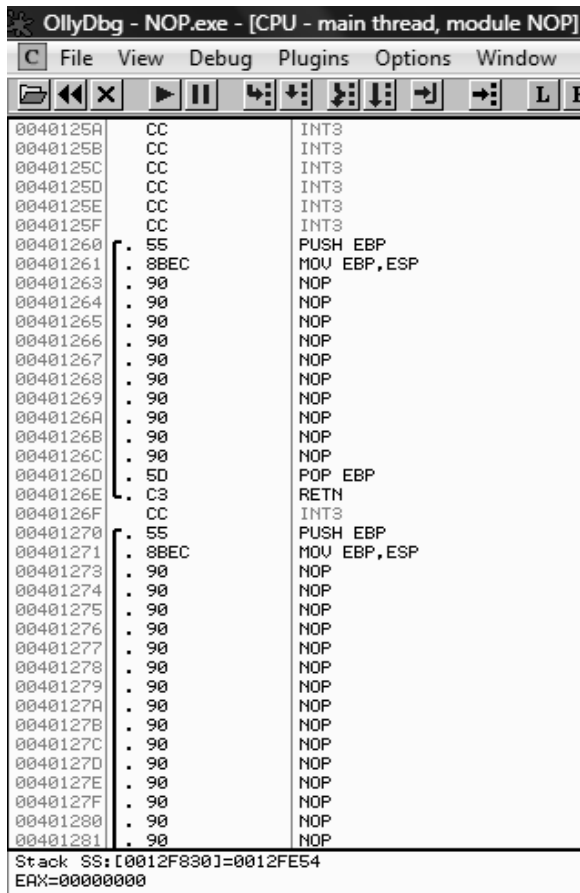 OllyDbg - NOP.exe - [CPU - main thread, module NOP]
C File View Debug Plugins Options Window
L
0040125A CC INT3
0040125B CC INT3
0040125C CC INT3
0040125D CC INT3
0040125E CC INT3
0040125F CC INT3
00401260 . 55 PUSH EBP
00401261 . 8BEC MOV EBP,ESP
00401263 . 90 NOP
00401264 . 90 NOP
00401265 . 90 NOP
00401266 . 90 NOP
00401267 . 90 NOP
00401268 . 90 NOP
00401269 . 90 NOP
0040126A . 90 NOP
0040126B . 90 NOP
0040126C . 90 NOP
0040126D . 5D POP EBP
0040126E . C3 RETN
0040126F CC INT3
00401270 . 55 PUSH EBP
00401271 . 8BEC MOV EBP,ESP
00401273 . 90 NOP
00401274 . 90 NOP
00401275 . 90 NOP
00401276 . 90 NOP
00401277 . 90 NOP
00401278 . 90 NOP
00401279 . 90 NOP
0040127A . 90 NOP
0040127B . 90 NOP
0040127C . 90 NOP
0040127D . 90 NOP
0040127E . 90 NOP
0040127F . 90 NOP
00401280 . 90 NOP
00401281 . 90 NOP
Stack SS:[0012F830]=0012FE54
EAX=00000000